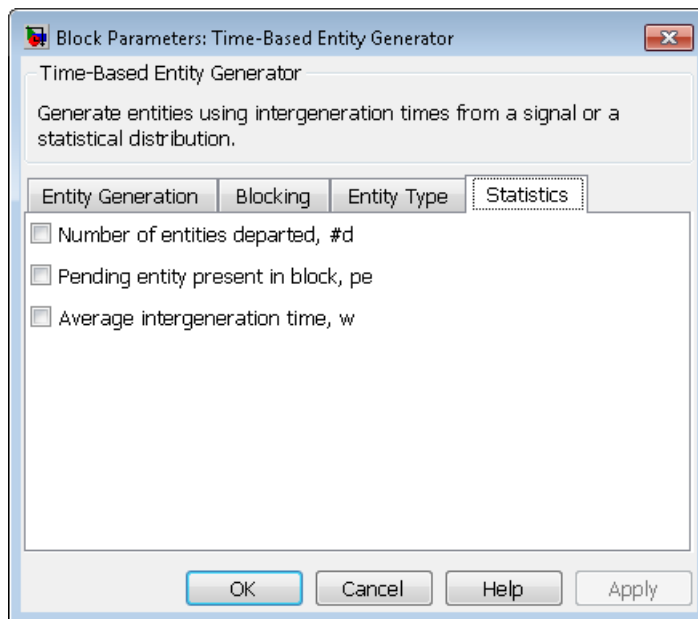 Block Parameters: Time-Based Entity Generator
Time-Based Entity Generator
Generate entities using intergeneration times from a signal or a
statistical distribution.
Entity Generation Blocking Entity Type Statistics
Number of entities departed, #d
Pending entity present in block, pe
Average intergeneration time, w
OK Cancel Help Apply